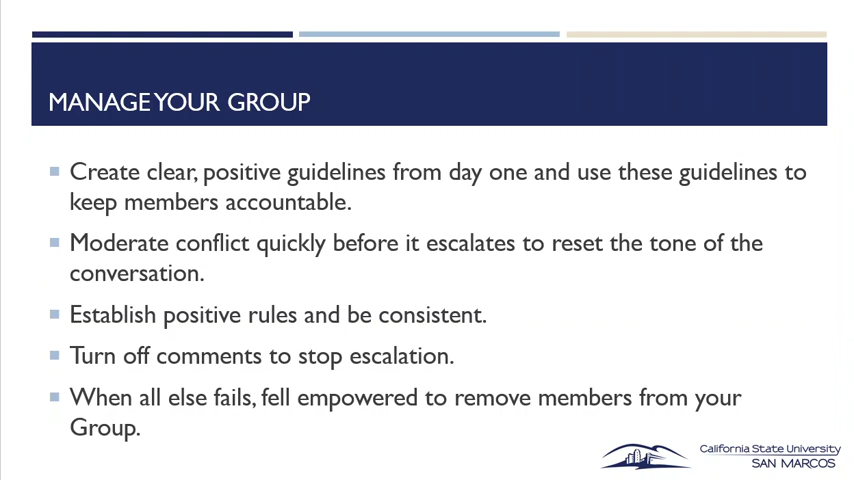 MANAGE YOUR GROUP
Create clear, positive guidelines from day one and use these guidelines to
keep members accountable.
Moderate conflict quickly before it escalates to reset the tone of the
conversation.
Establish positive rules and be consistent.
Turn off comments to stop escalation.
When all else fails, fell empowered to remove members from your
Group.
California State University
SAN MARCOS